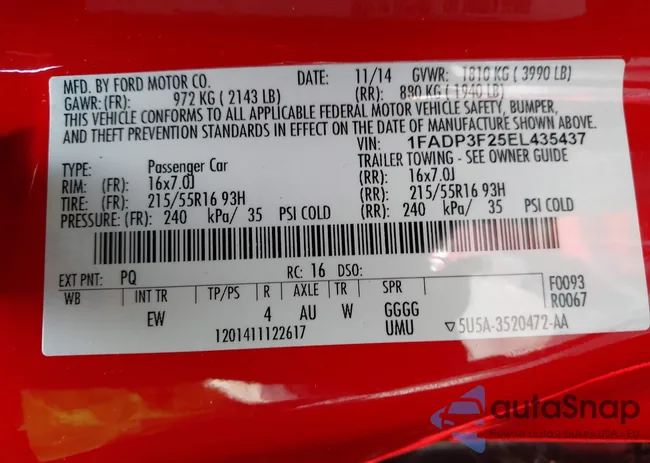 MFD. BY FORD MOTOR CO. DATE: 11/14 GVWR: 1810 KG ( 3990 LB)
GAWR: (FR): 972 KG ( 2143 LB) (RR): 880 KG ( 1940 LB)
THIS VEHICLE CONFORMS TO ALL APPLICABLE FEDERAL MOTOR VEHICLE SAFETY, BUMPER,
AND THEFT PREVENTION STANDARDS IN EFFECT ON THE DATE OF MANUFACTURE SHOWN ABOVE.
VIN: 1FADP3F25EL435437
TYPE: Passenger Car TRAILER TOWING - SEE OWNER GUIDE
RIM: (FR): 16x7.0J (RR): 16x7.0J
TIRE: (FR): 215/55R16 93H (RR): 215/55R16 93H
PRESSURE: (FR): 240 kPa/ 35 PSI COLD (RR): 240 kPa/ 35 PSI COLD
EXT PNT: PQ RC: 16 DSO: F0093
WB INT TR TP/PS R AXLE TR SPR R0067
EW 4 AU W GGGG
1201411122617 UMU 5U5A-3520472-AA
autoSnap